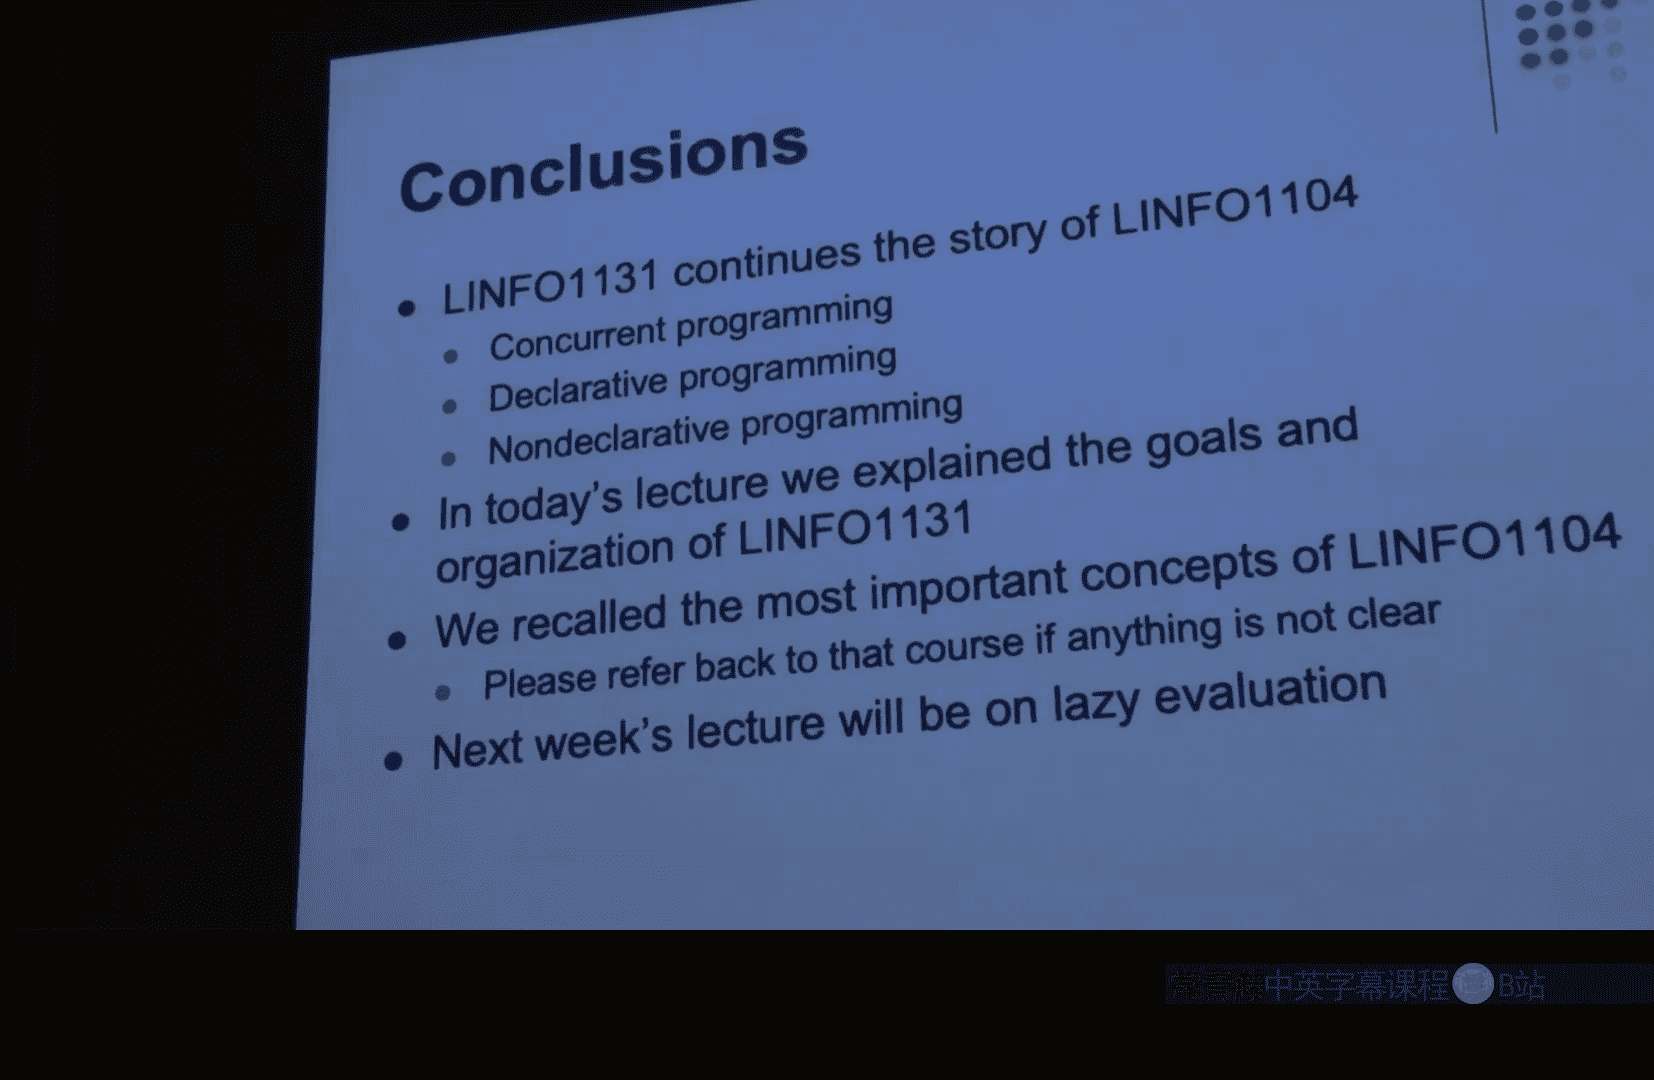 Conclusions
LINFO1131 continues the story of LINFO1104
Concurrent programming
Declarative programming
Nondeclarative programming
In today's lecture we explained the goals and
organization of LINFO1131
We recalled the most important concepts of LINFO1104
Please refer back to that course if anything is not clear
Next week's lecture will be on lazy evaluation
中英字幕课程 B站